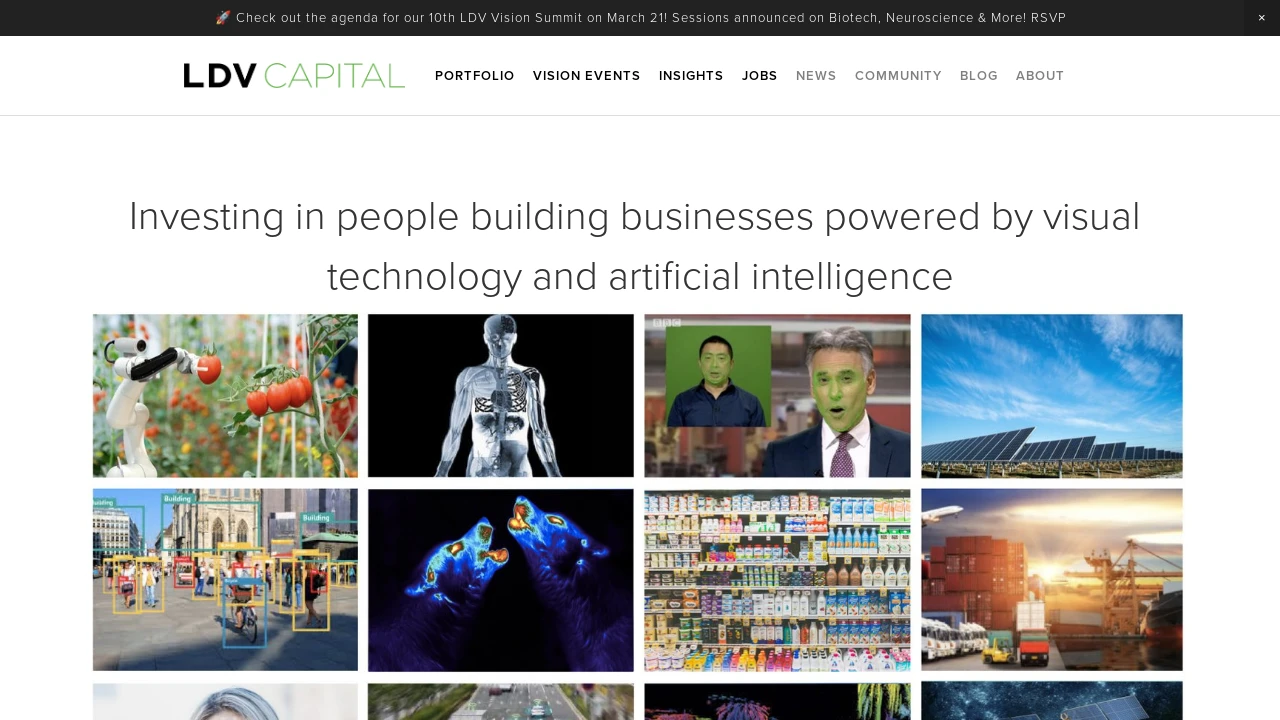 🚀 Check out the agenda for our 10th LDV Vision Summit on March 21! Sessions announced on Biotech, Neuroscience & More! RSVP
×
LDV CAPITAL
PORTFOLIO VISION EVENTS INSIGHTS JOBS NEWS COMMUNITY BLOG ABOUT
Investing in people building businesses powered by visual
technology and artificial intelligence
BBC
Building
Building
Building